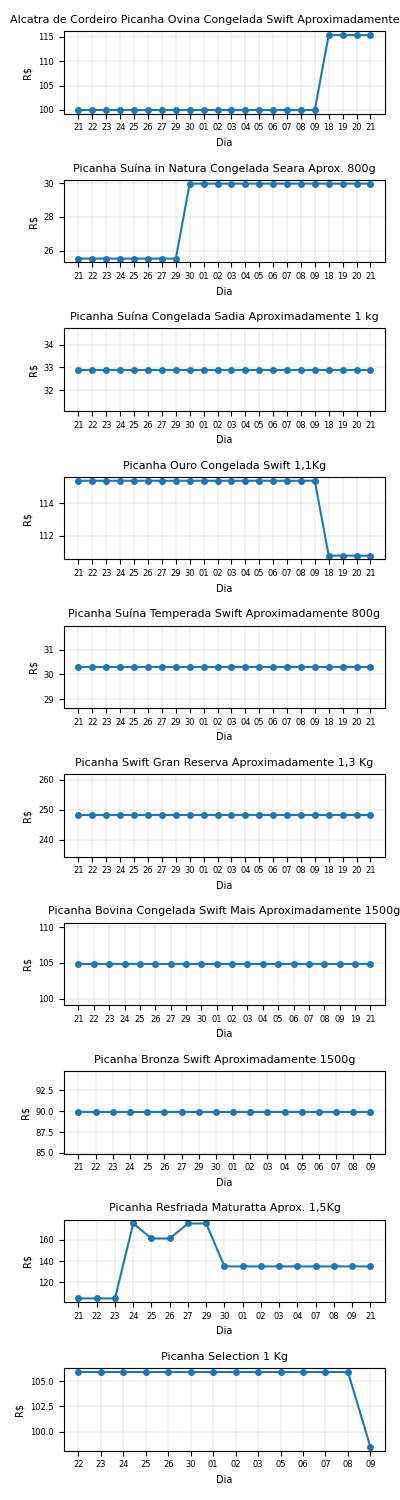 Alcatra de Cordeiro Picanha Ovina Congelada Swift Aproximadamente
115
110
105
100
R$
21 22 23 24 25 26 27 29 30 01 02 03 04 05 06 07 08 09 18 19 20 21
Dia
Picanha Suína in Natura Congelada Seara Aprox. 800g
30
28
26
R$
21 22 23 24 25 26 27 29 30 01 02 03 04 05 06 07 08 09 18 19 20 21
Dia
Picanha Suína Congelada Sadia Aproximadamente 1 kg
34
33
32
R$
21 22 23 24 25 26 27 29 30 01 02 03 04 05 06 07 08 09 18 19 20 21
Dia
Picanha Ouro Congelada Swift 1,1Kg
114
112
R$
21 22 23 24 25 26 27 29 30 01 02 03 04 05 06 07 08 09 18 19 20 21
Dia
Picanha Suína Temperada Swift Aproximadamente 800g
31
30
29
R$
21 22 23 24 25 26 27 29 30 01 02 03 04 05 06 07 08 09 18 19 20 21
Dia
Picanha Swift Gran Reserva Aproximadamente 1,3 Kg
260
250
240
R$
21 22 23 24 25 26 27 29 30 01 02 03 04 05 06 07 08 09 18 19 20 21
Dia
Picanha Bovina Congelada Swift Mais Aproximadamente 1500g
110
105
100
R$
21 22 23 24 25 26 27 29 30 01 02 03 04 05 06 07 08 09 19 21
Dia
Picanha Bronza Swift Aproximadamente 1500g
92.5
90.0
87.5
85.0
R$
21 22 23 24 25 26 27 29 30 01 02 03 04 05 06 07 08 09
Dia
Picanha Resfriada Maturatta Aprox. 1,5Kg
160
140
120
R$
21 22 23 24 25 26 27 29 30 01 02 03 04 07 08 09 21
Dia
Picanha Selection 1 Kg
105.0
102.5
100.0
R$
22 23 24 25 26 30 01 02 03 05 06 07 08 09
Dia